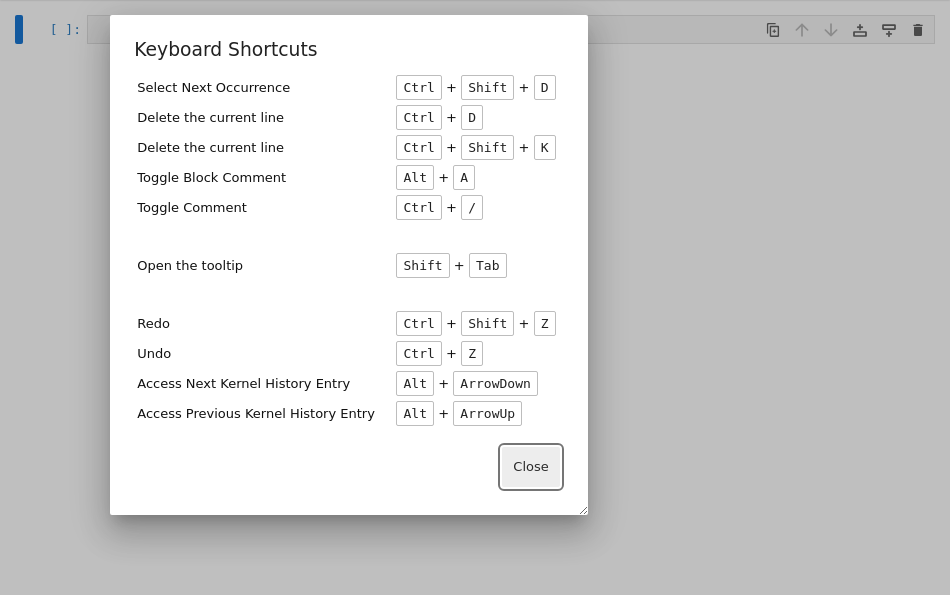 [ ]:
Keyboard Shortcuts
Select Next Occurrence Ctrl + Shift + D
Delete the current line Ctrl + D
Delete the current line Ctrl + Shift + K
Toggle Block Comment Alt + A
Toggle Comment Ctrl + /
Open the tooltip Shift + Tab
Redo Ctrl + Shift + Z
Undo Ctrl + Z
Access Next Kernel History Entry Alt + ArrowDown
Access Previous Kernel History Entry Alt + ArrowUp
Close